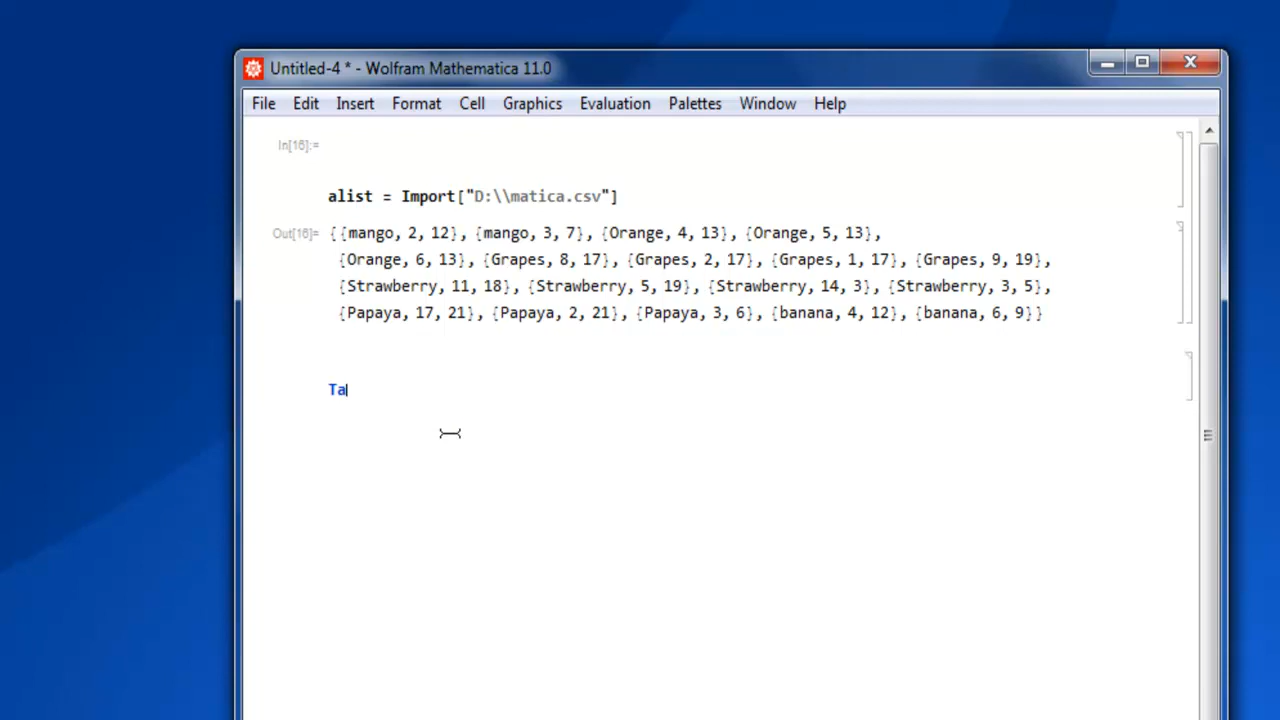 Untitled-4 * - Wolfram Mathematica 11.0
File Edit Insert Format Cell Graphics Evaluation Palettes Window Help
In[16]:=
alist = Import["D:\\matica.csv"]
Out[16]= {{mango, 2, 12}, {mango, 3, 7}, {Orange, 4, 13}, {Orange, 5, 13},
{Orange, 6, 13}, {Grapes, 8, 17}, {Grapes, 2, 17}, {Grapes, 1, 17}, {Grapes, 9, 19},
{Strawberry, 11, 18}, {Strawberry, 5, 19}, {Strawberry, 14, 3}, {Strawberry, 3, 5},
{Papaya, 17, 21}, {Papaya, 2, 21}, {Papaya, 3, 6}, {banana, 4, 12}, {banana, 6, 9}}
Ta